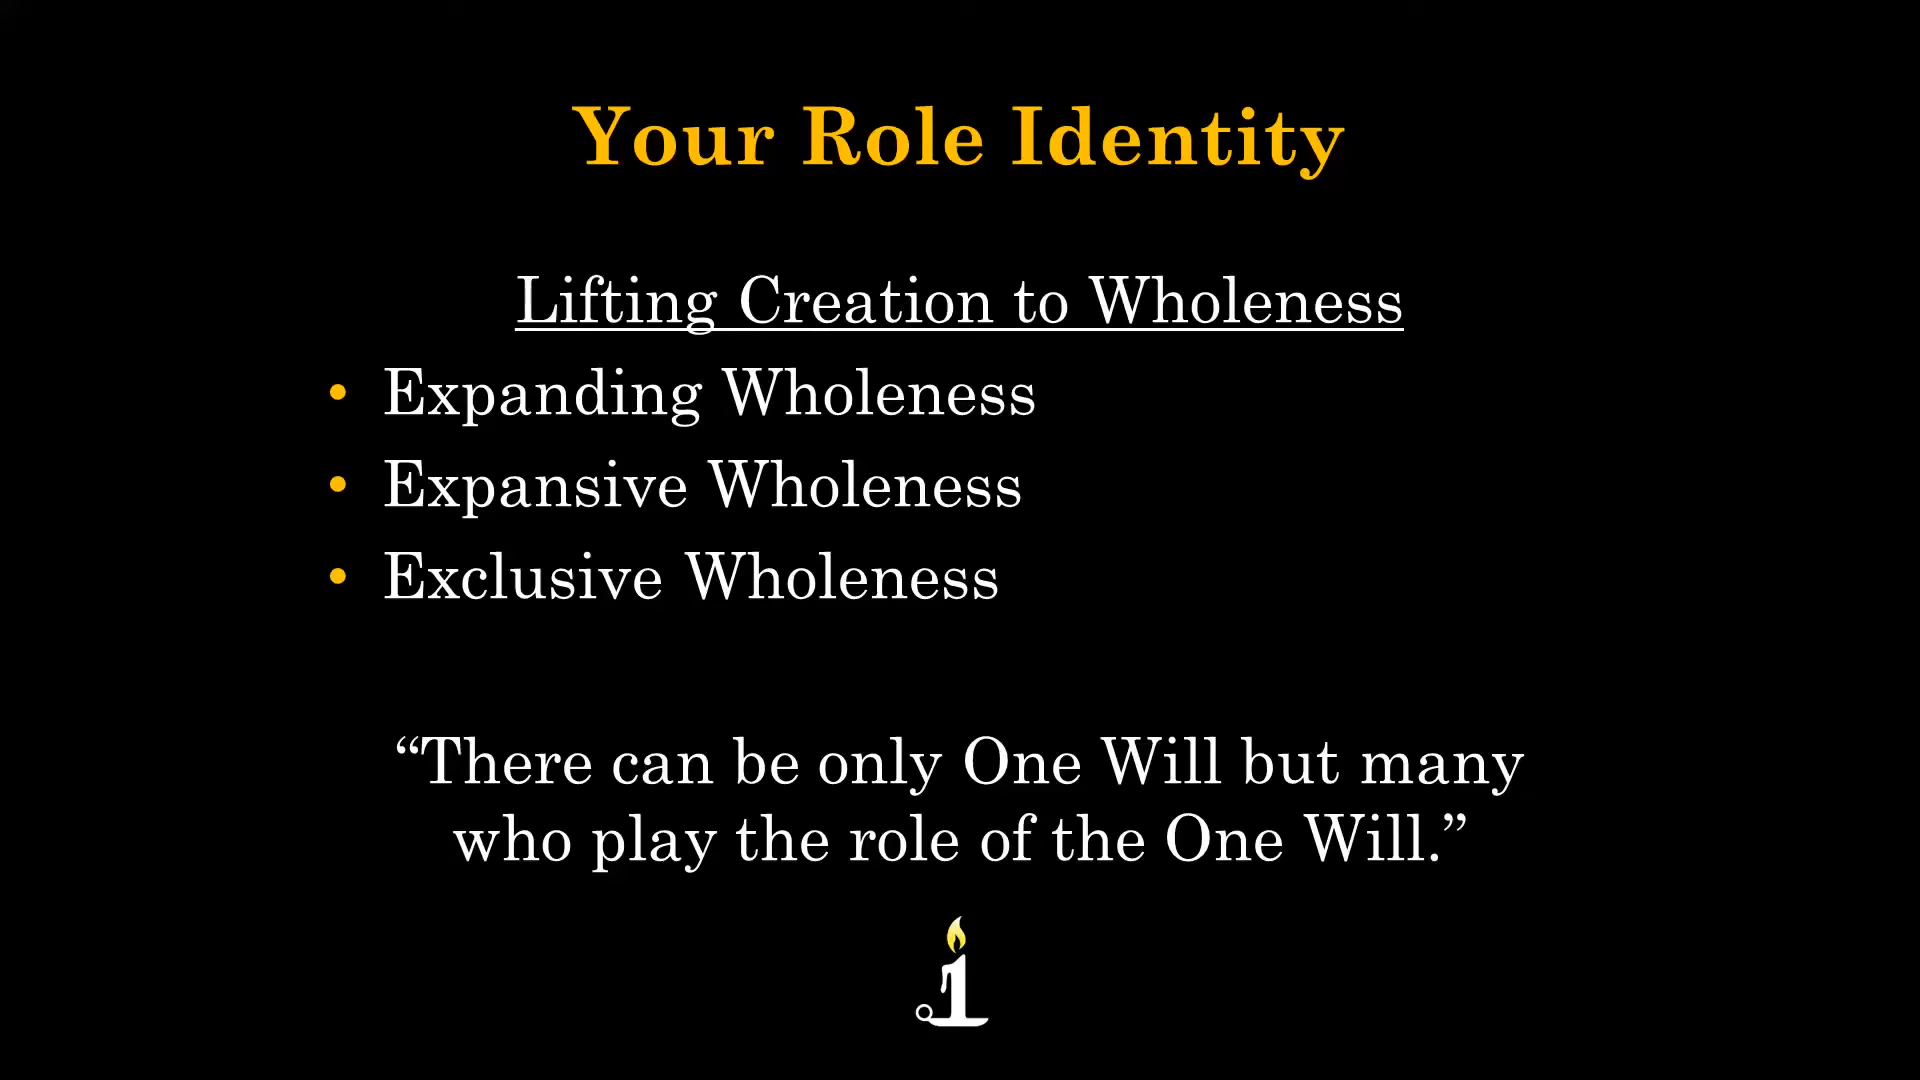 Your Role Identity
Lifting Creation to Wholeness
• Expanding Wholeness
• Expansive Wholeness
• Exclusive Wholeness
“There can be only One Will but many
who play the role of the One Will.”